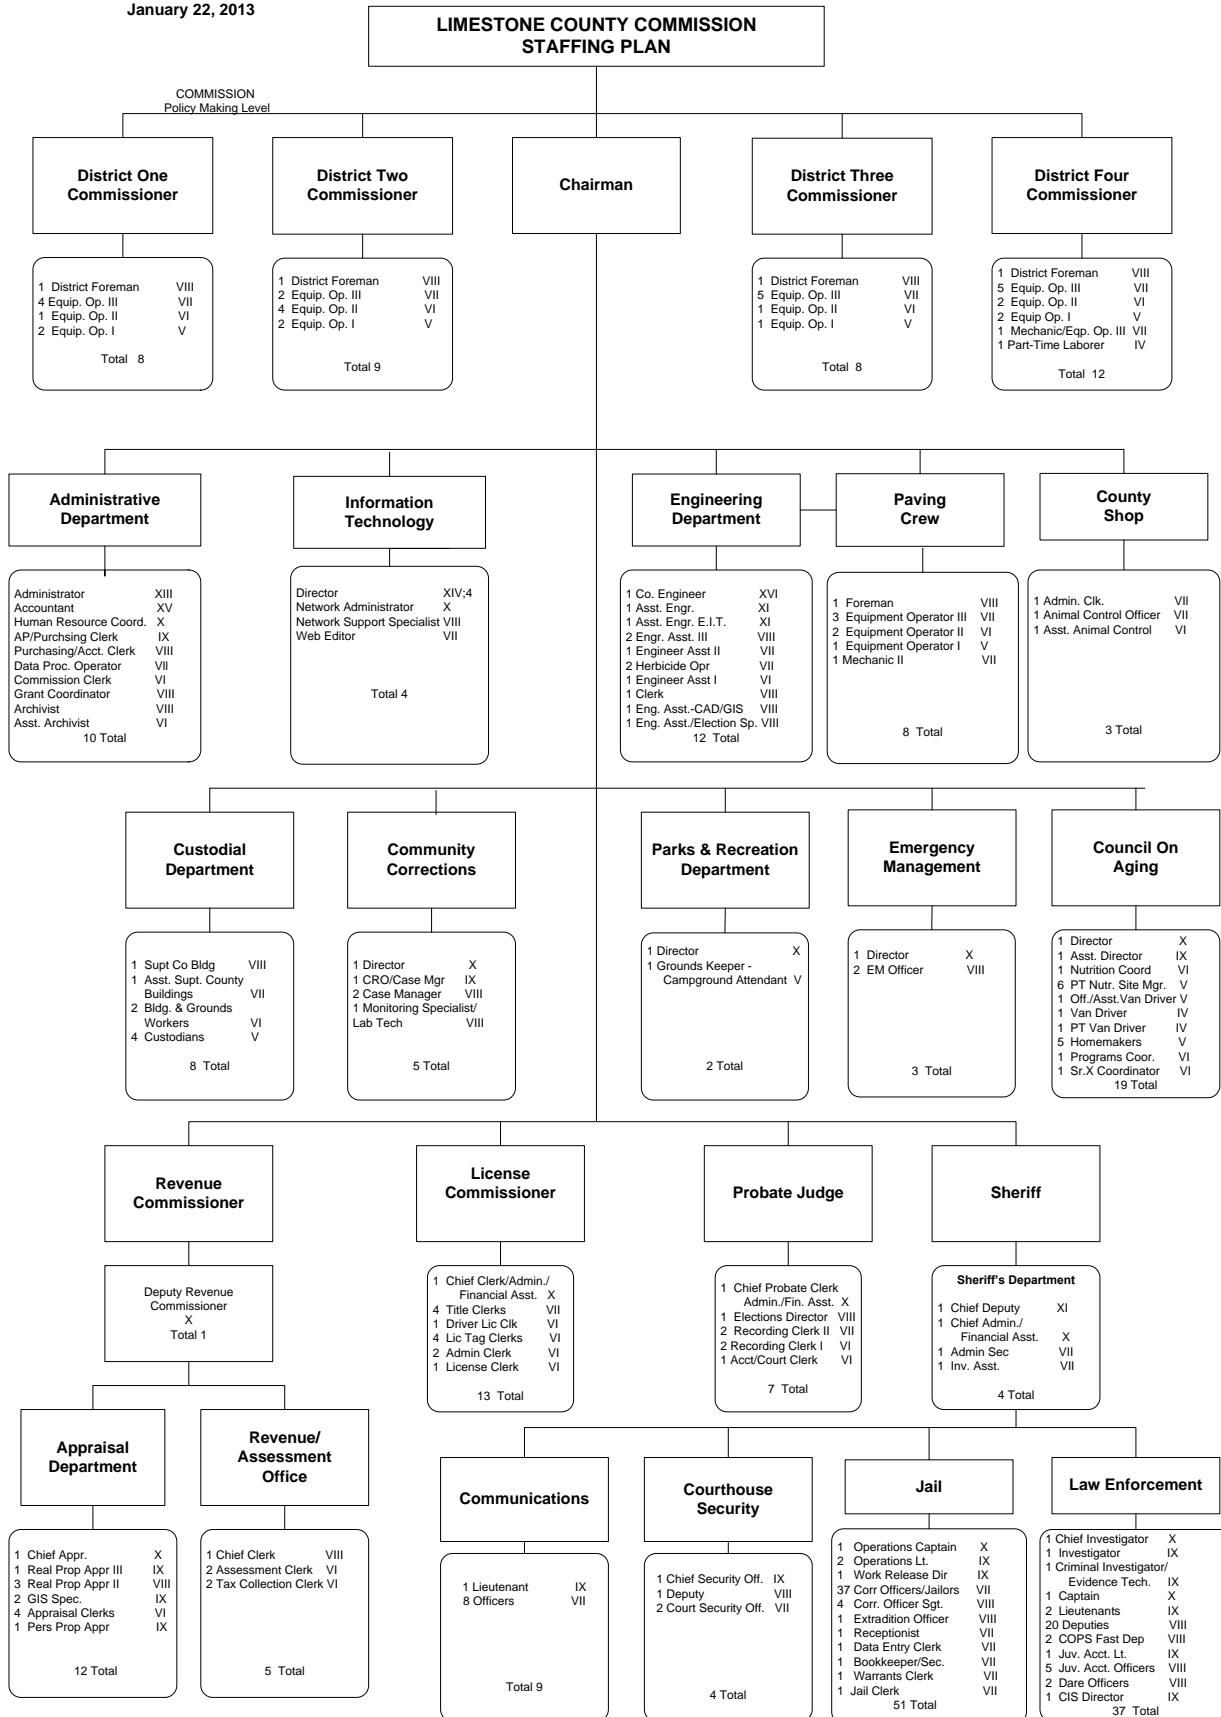 January 22, 2013
LIMESTONE COUNTY COMMISSION
STAFFING PLAN
COMMISSION
Policy Making Level
District One
Commissioner
District Two
Commissioner
Chairman
District Three
Commissioner
District Four
Commissioner
1 District Foreman VIII
4 Equip. Op. III VII
1 Equip. Op. II VI
2 Equip. Op. I V
Total 8
1 District Foreman VIII
2 Equip. Op. III VII
4 Equip. Op. II VI
2 Equip. Op. I V
Total 9
1 District Foreman VIII
5 Equip. Op. III VII
1 Equip. Op. II VI
1 Equip. Op. I V
Total 8
1 District Foreman VIII
5 Equip. Op. III VII
2 Equip. Op. II VI
2 Equip Op. I V
1 Mechanic/Eqp. Op. III VII
1 Part-Time Laborer IV
Total 12
Administrative
Department
Information
Technology
Engineering
Department
Paving
Crew
County
Shop
Administrator XIII
Accountant XV
Human Resource Coord. X
AP/Purchsing Clerk IX
Purchasing/Acct. Clerk VIII
Data Proc. Operator VII
Commission Clerk VI
Grant Coordinator VIII
Archivist VIII
Asst. Archivist VI
10 Total
Director XIV;4
Network Administrator X
Network Support Specialist VIII
Web Editor VII
Total 4
1 Co. Engineer XVI
1 Asst. Engr. XI
1 Asst. Engr. E.I.T. XI
2 Engr. Asst. III VIII
1 Engineer Asst II VII
2 Herbicide Opr VII
1 Engineer Asst I VI
1 Clerk VIII
1 Eng. Asst.-CAD/GIS VIII
1 Eng. Asst./Election Sp. VIII
12 Total
1 Foreman VIII
3 Equipment Operator III VII
2 Equipment Operator II VI
1 Equipment Operator I V
1 Mechanic II VII
8 Total
1 Admin. Clk. VII
1 Animal Control Officer VII
1 Asst. Animal Control VI
3 Total
Custodial
Department
Community
Corrections
Parks & Recreation
Department
Emergency
Management
Council On
Aging
1 Supt Co Bldg VIII
1 Asst. Supt. County
Buildings VII
2 Bldg. & Grounds
Workers VI
4 Custodians V
8 Total
1 Director X
1 CRO/Case Mgr IX
2 Case Manager VIII
1 Monitoring Specialist/
Lab Tech VIII
5 Total
1 Director X
1 Grounds Keeper -
Campground Attendant V
2 Total
1 Director X
2 EM Officer VIII
3 Total
1 Director X
1 Asst. Director IX
1 Nutrition Coord VI
6 PT Nutr. Site Mgr. V
1 Off./Asst.Van Driver V
1 Van Driver IV
1 PT Van Driver IV
5 Homemakers V
1 Programs Coor. VI
1 Sr.X Coordinator VI
19 Total
Revenue
Commissioner
License
Commissioner
Probate Judge
Sheriff
Deputy Revenue
Commissioner
X
Total 1
1 Chief Clerk/Admin./
Financial Asst. X
4 Title Clerks VII
1 Driver Lic Clk VI
4 Lic Tag Clerks VI
2 Admin Clerk VI
1 License Clerk VI
13 Total
1 Chief Probate Clerk
Admin./Fin. Asst. X
1 Elections Director VIII
2 Recording Clerk II VII
2 Recording Clerk I VI
1 Acct/Court Clerk VI
7 Total
Sheriff's Department
1 Chief Deputy XI
1 Chief Admin./
Financial Asst. X
1 Admin Sec VII
1 Inv. Asst. VII
4 Total
Appraisal
Department
Revenue/
Assessment
Office
Communications
Courthouse
Security
Jail
Law Enforcement
1 Chief Appr. X
1 Real Prop Appr III IX
3 Real Prop Appr II VIII
2 GIS Spec. IX
4 Appraisal Clerks VI
1 Pers Prop Appr IX
12 Total
1 Chief Clerk VIII
2 Assessment Clerk VI
2 Tax Collection Clerk VI
5 Total
1 Lieutenant IX
8 Officers VII
Total 9
1 Chief Security Off. IX
1 Deputy VIII
2 Court Security Off. VII
4 Total
1 Operations Captain X
2 Operations Lt. IX
1 Work Release Dir IX
37 Corr Officers/Jailors VII
4 Corr. Officer Sgt. VIII
1 Extradition Officer VIII
1 Receptionist VII
1 Data Entry Clerk VII
1 Bookkeeper/Sec. VII
1 Warrants Clerk VII
1 Jail Clerk VII
51 Total
1 Chief Investigator X
1 Investigator IX
1 Criminal Investigator/
Evidence Tech. IX
1 Captain X
2 Lieutenants IX
20 Deputies VIII
2 COPS Fast Dep VIII
1 Juv. Acct. Lt. IX
5 Juv. Acct. Officers VIII
2 Dare Officers VIII
1 CIS Director IX
37 Total